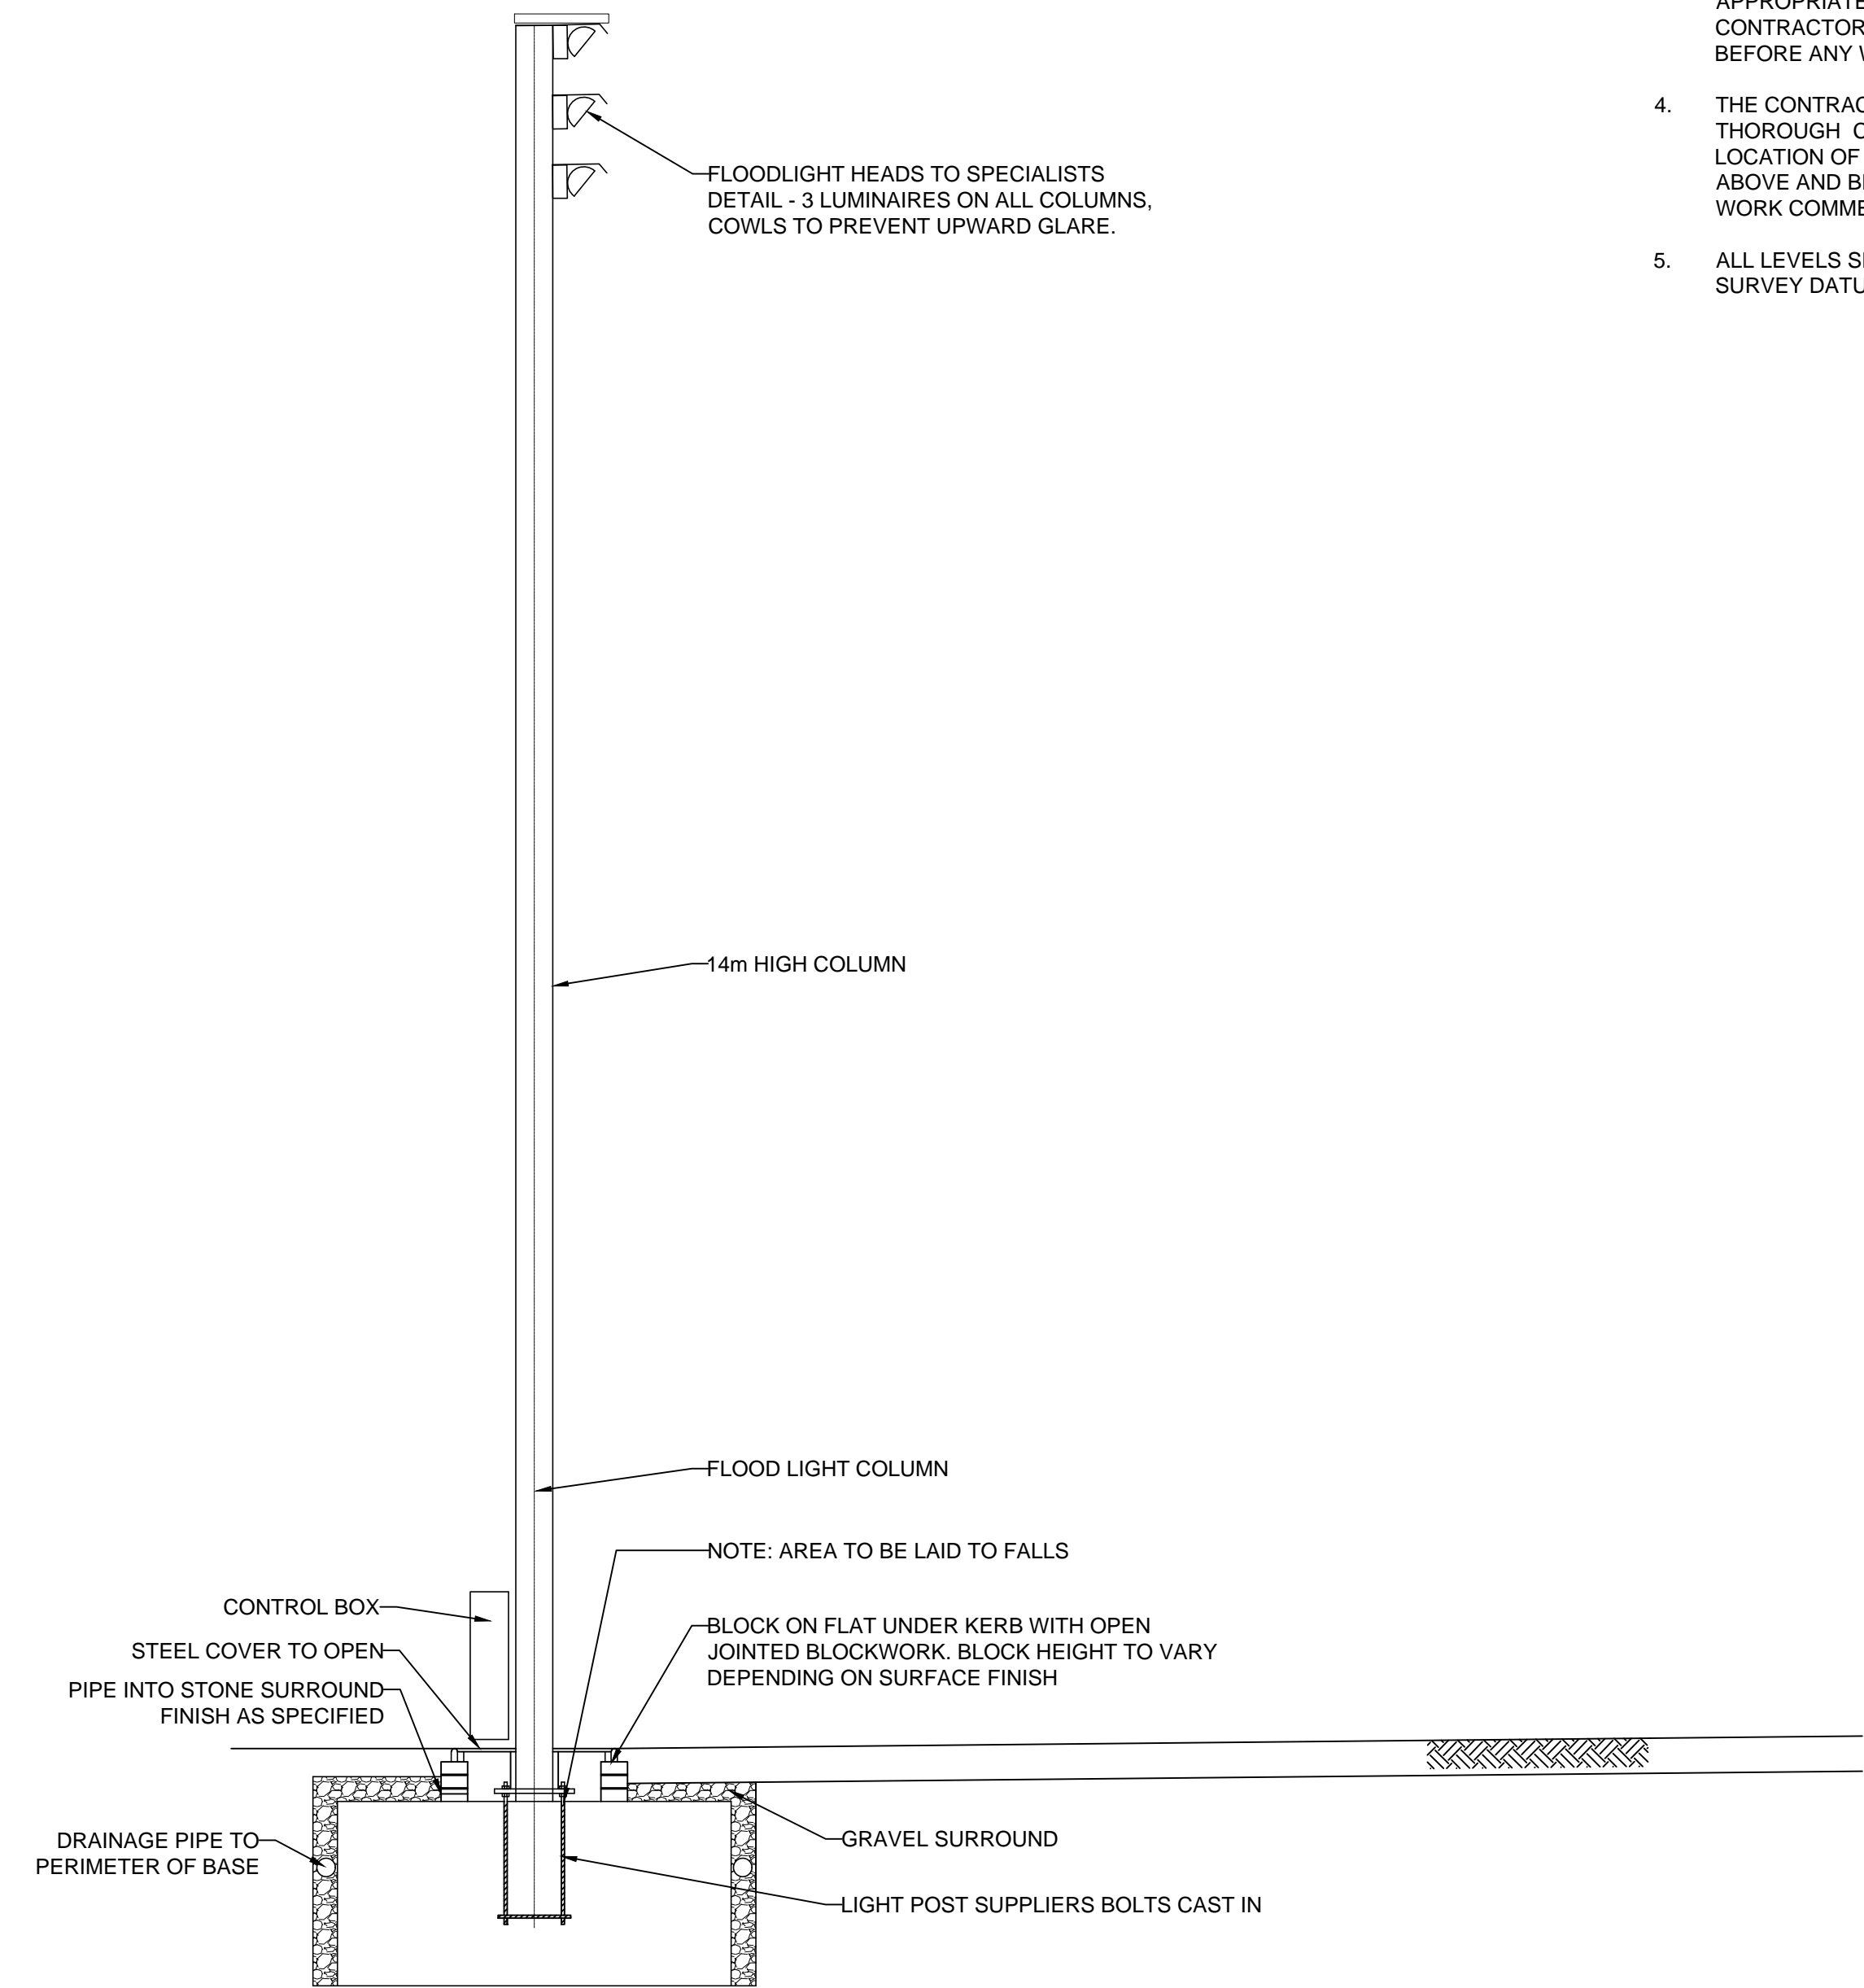 APPROPRIATE
CONTRACTOR
BEFORE ANY
4. THE CONTRAC
THOROUGH
LOCATION OF
ABOVE AND
WORK COMME
5. ALL LEVELS
SURVEY DATU
FLOODLIGHT HEADS TO SPECIALISTS
DETAIL - 3 LUMINAIRES ON ALL COLUMNS,
COWLS TO PREVENT UPWARD GLARE.
14m HIGH COLUMN
FLOOD LIGHT COLUMN
NOTE: AREA TO BE LAID TO FALLS
CONTROL BOX
STEEL COVER TO OPEN
PIPE INTO STONE SURROUND
FINISH AS SPECIFIED
BLOCK ON FLAT UNDER KERB WITH OPEN
JOINTED BLOCKWORK. BLOCK HEIGHT TO VARY
DEPENDING ON SURFACE FINISH
DRAINAGE PIPE TO
PERIMETER OF BASE
GRAVEL SURROUND
LIGHT POST SUPPLIERS BOLTS CAST IN